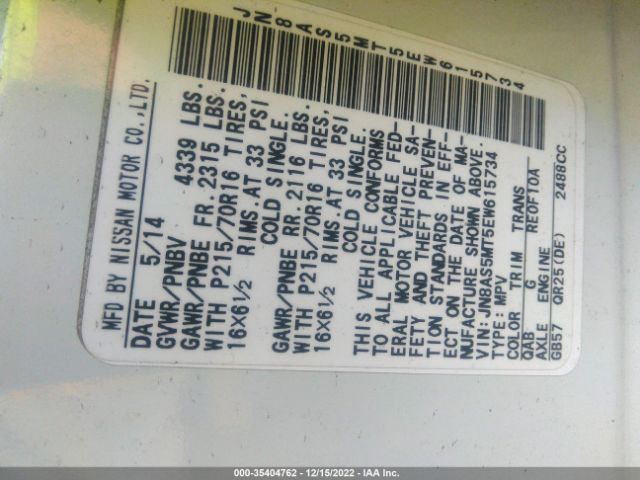 JN8AS5MT5EW615734
MFD BY NISSAN MOTOR CO.,LTD.
DATE 5/14
GVWR/PNBV 4339 LBS.
GAWR/PNBE FR.2315 LBS.
WITH P215/70R16 TIRES,
16X6½ RIMS.AT 33 PSI
COLD SINGLE.
GAWR/PNBE RR.2116 LBS.
WITH P215/70R16 TIRES,
16X6½ RIMS.AT 33 PSI
COLD SINGLE.
THIS VEHICLE CONFORMS
TO ALL APPLICABLE FED-
ERAL MOTOR VEHICLE SA-
FETY AND THEFT PREVEN-
TION STANDARDS IN EFF-
ECT ON THE DATE OF MA-
NUFACTURE SHOWN ABOVE.
VIN: JN8AS5MT5EW615734
TYPE: MPV
COLOR TRIM TRANS
QAB G RE0F10A
AXLE ENGINE
GB57 QR25(DE) 2488CC
000-35404762 - 12/15/2022 - IAA Inc.